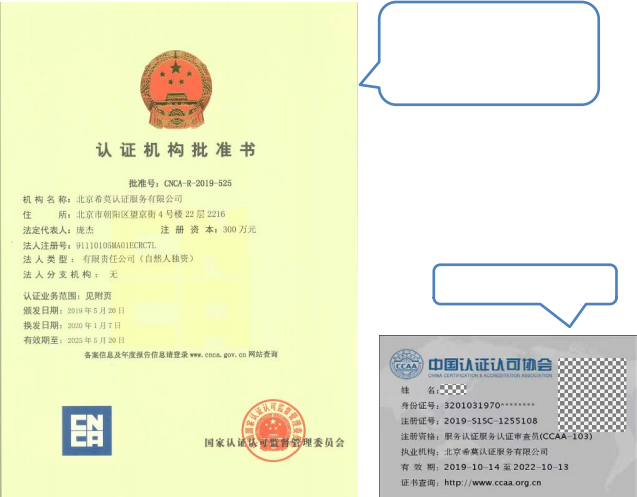 认证机构批准书
批准号：CNCA-R-2019-525
机构名称：北京希莫认证服务有限公司
住 所：北京市朝阳区望京街4号楼22层2216
法定代表人：庞杰 注册资本：300万元
法人注册号：91110105MA01ECRC7L
法人类型：有限责任公司（自然人独资）
法人分支机构：无
认证业务范围：见附页
颁发日期：2019年5月20日
换发日期：2020年1月7日
有效期至：2025年5月20日
备案信息及年度报告信息请登录www.cnca.gov.cn网站查询
CNCA
国家认证认可监督管理委员会
CCAA
中国认证认可协会
CHINA CERTIFICATION & ACCREDITATION ASSOCIATION
姓 名：
身份证号：3201031970********
注册证号：2019-S1SC-1255108
注册资格：服务认证服务认证审查员(CCAA-103)
执业机构：北京希莫认证服务有限公司
有 效 期：2019-10-14 至 2022-10-13
证书查询：http://www.ccaa.org.cn